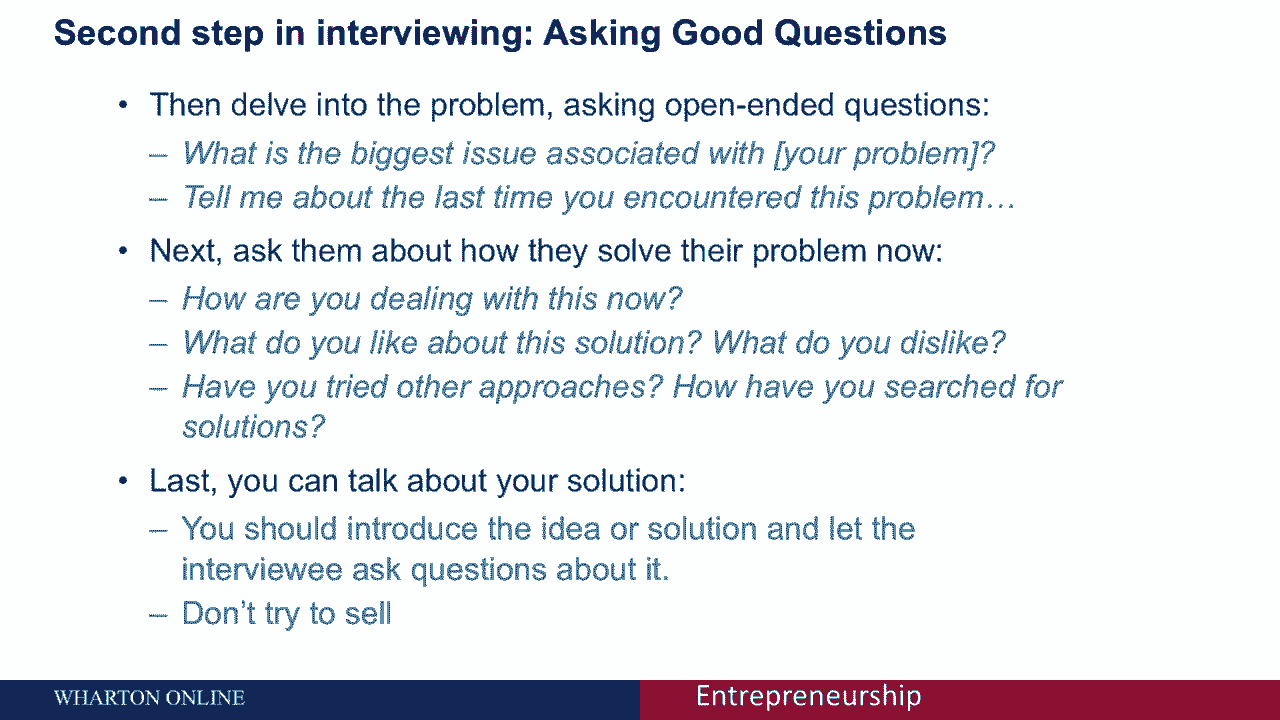 Second step in interviewing: Asking Good Questions
• Then delve into the problem, asking open-ended questions:
– What is the biggest issue associated with [your problem]?
– Tell me about the last time you encountered this problem…
• Next, ask them about how they solve their problem now:
– How are you dealing with this now?
– What do you like about this solution? What do you dislike?
– Have you tried other approaches? How have you searched for
solutions?
• Last, you can talk about your solution:
– You should introduce the idea or solution and let the
interviewee ask questions about it.
– Don’t try to sell
WHARTON ONLINE
Entrepreneurship